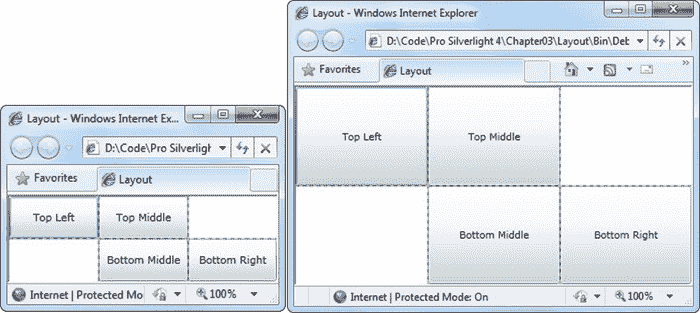 Layout - Windows Internet Ex...
D:\Code\Pro Silverligh
Favorites
Layout
Top Left
Top Middle
Bottom Middle
Bottom Right
Internet | Protected Mo
100%
Layout - Windows Internet Explorer
D:\Code\Pro Silverlight 4\Chapter03\Layout\Bin\Deb
Favorites
Layout
»
Top Left
Top Middle
Bottom Middle
Bottom Right
Internet | Protected Mode: On
100%